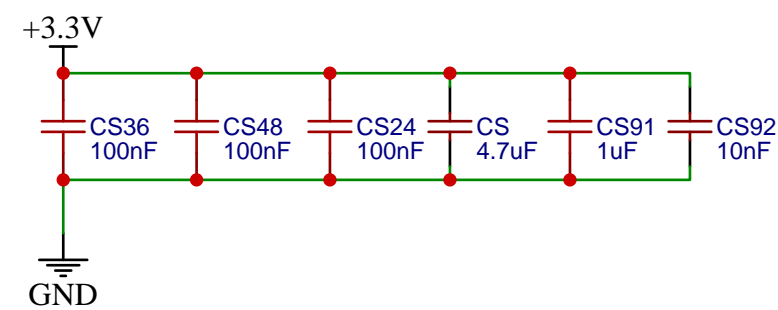 +3.3V
CS36 CS48 CS24 CS CS91 CS92
100nF 100nF 100nF 4.7uF 1uF 10nF
GND